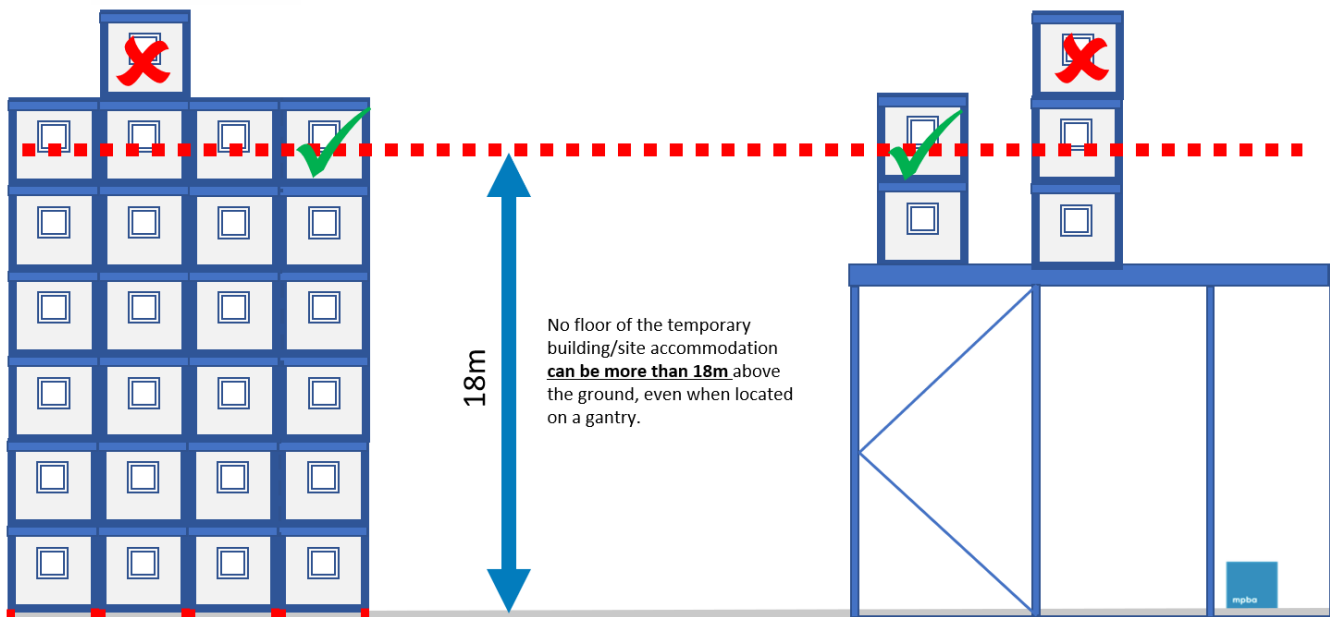 18m
No floor of the temporary
building/site accommodation
can be more than 18m above
the ground, even when located
on a gantry.
mpba